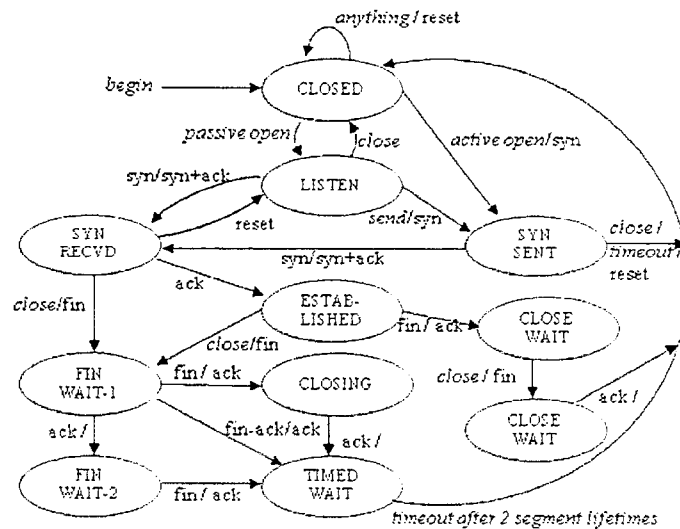 anything / reset
begin
CLOSED
passive open
close
active open/syn
syn/syn+ack
LISTEN
send/syn
SYN
RECVD
reset
SYN
SENT
close /
timeout /
reset
syn/syn+ack
ack
close/fin
ESTAB-
LISHED
fin / ack
CLOSE
WAIT
close/fin
FIN
WAIT-1
fin / ack
CLOSING
close / fin
CLOSE
WAIT
ack /
ack /
fin-ack/ack
ack /
FIN
WAIT-2
fin / ack
TIMED
WAIT
timeout after 2 segment lifetimes